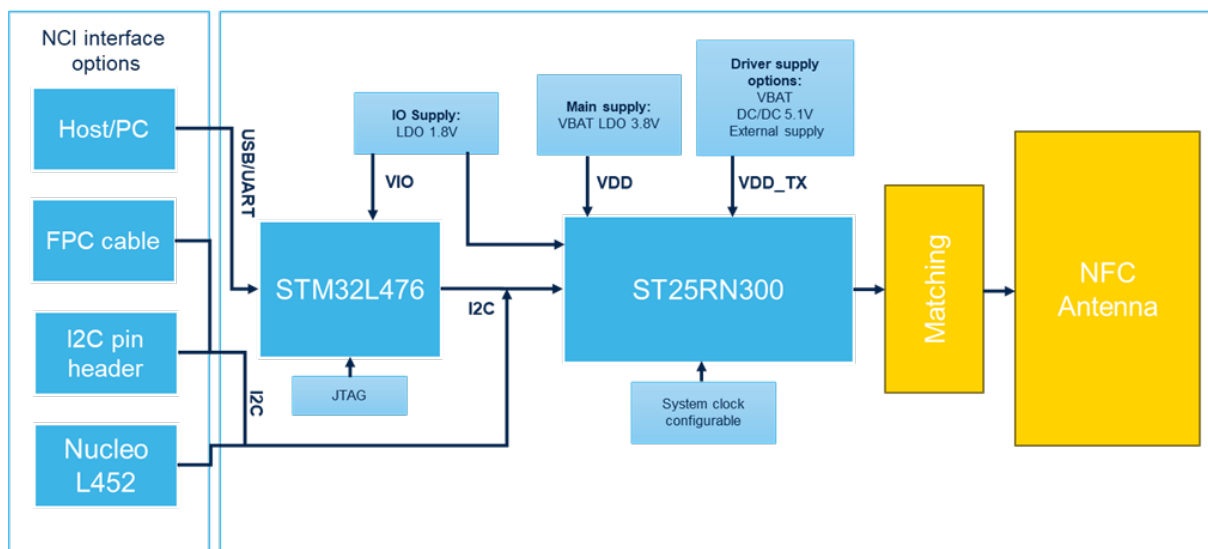 NCI interface
options
Host/PC
FPC cable
I2C pin
header
Nucleo
L452
USB/UART
I2C
IO Supply:
LDO 1.8V
VIO
STM32L476
JTAG
I2C
Main supply:
VBAT LDO 3.8V
VDD
Driver supply
options:
VBAT
DC/DC 5.1V
External supply
VDD_TX
ST25RN300
System clock
configurable
Matching
NFC
Antenna